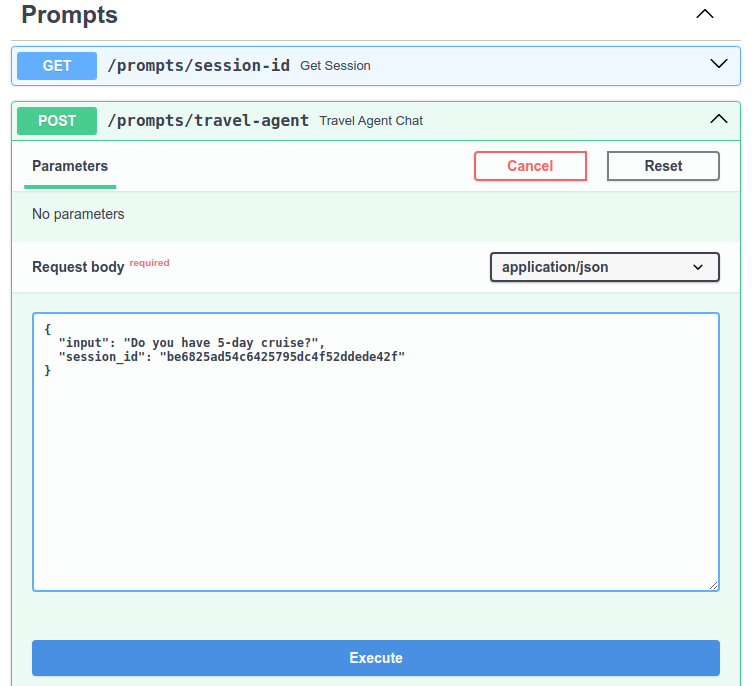 Prompts
GET /prompts/session-id Get Session
POST /prompts/travel-agent Travel Agent Chat
Parameters Cancel Reset
No parameters
Request body required application/json
{
  "input": "Do you have 5-day cruise?",
  "session_id": "be6825ad54c6425795dc4f52ddede42f"
}
Execute